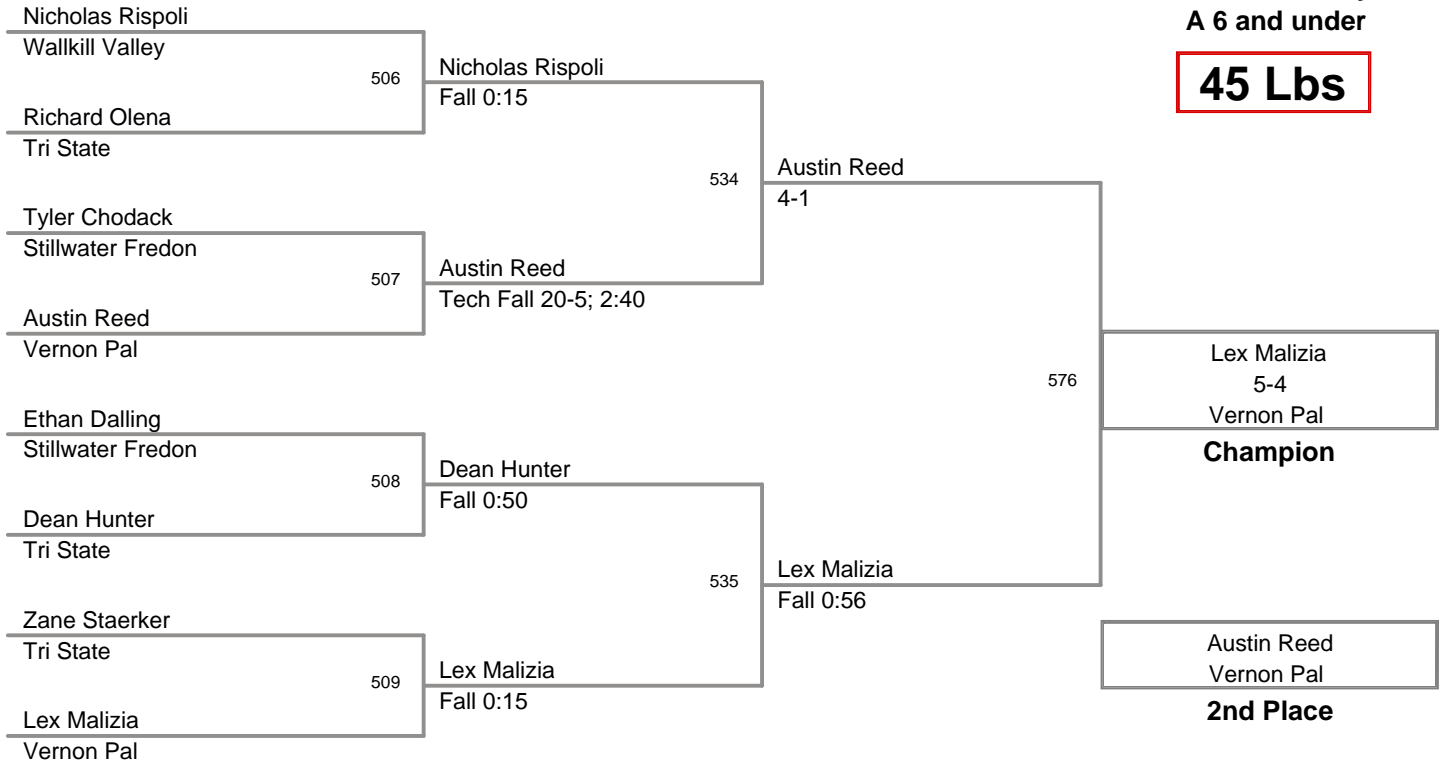 A 6 and under
45 Lbs
Nicholas Rispoli
Wallkill Valley
506
Richard Olena
Tri State
Nicholas Rispoli
Fall 0:15
534
Tyler Chodack
Stillwater Fredon
507
Austin Reed
Vernon Pal
Austin Reed
Tech Fall 20-5; 2:40
Austin Reed
4-1
576
Ethan Dalling
Stillwater Fredon
508
Dean Hunter
Tri State
Dean Hunter
Fall 0:50
535
Zane Staerker
Tri State
509
Lex Malizia
Vernon Pal
Lex Malizia
Fall 0:15
Lex Malizia
Fall 0:56
Lex Malizia
5-4
Vernon Pal
Champion
Austin Reed
Vernon Pal
2nd Place